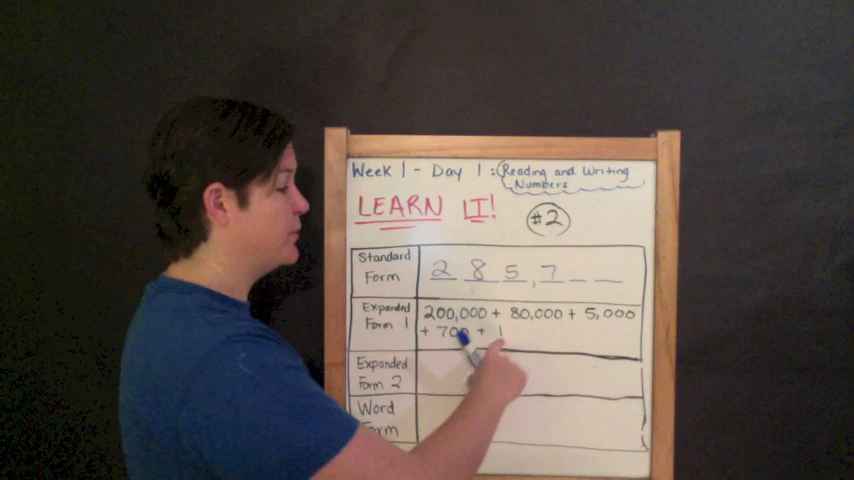 Week 1 - Day 1: Reading and Writing
Numbers
LEARN IT!
#2
Standard
Form
2 8 5, 7 _ _
Expanded
Form 1
200,000 + 80,000 + 5,000
+ 700 + 1
Expanded
Form 2
Word
Form